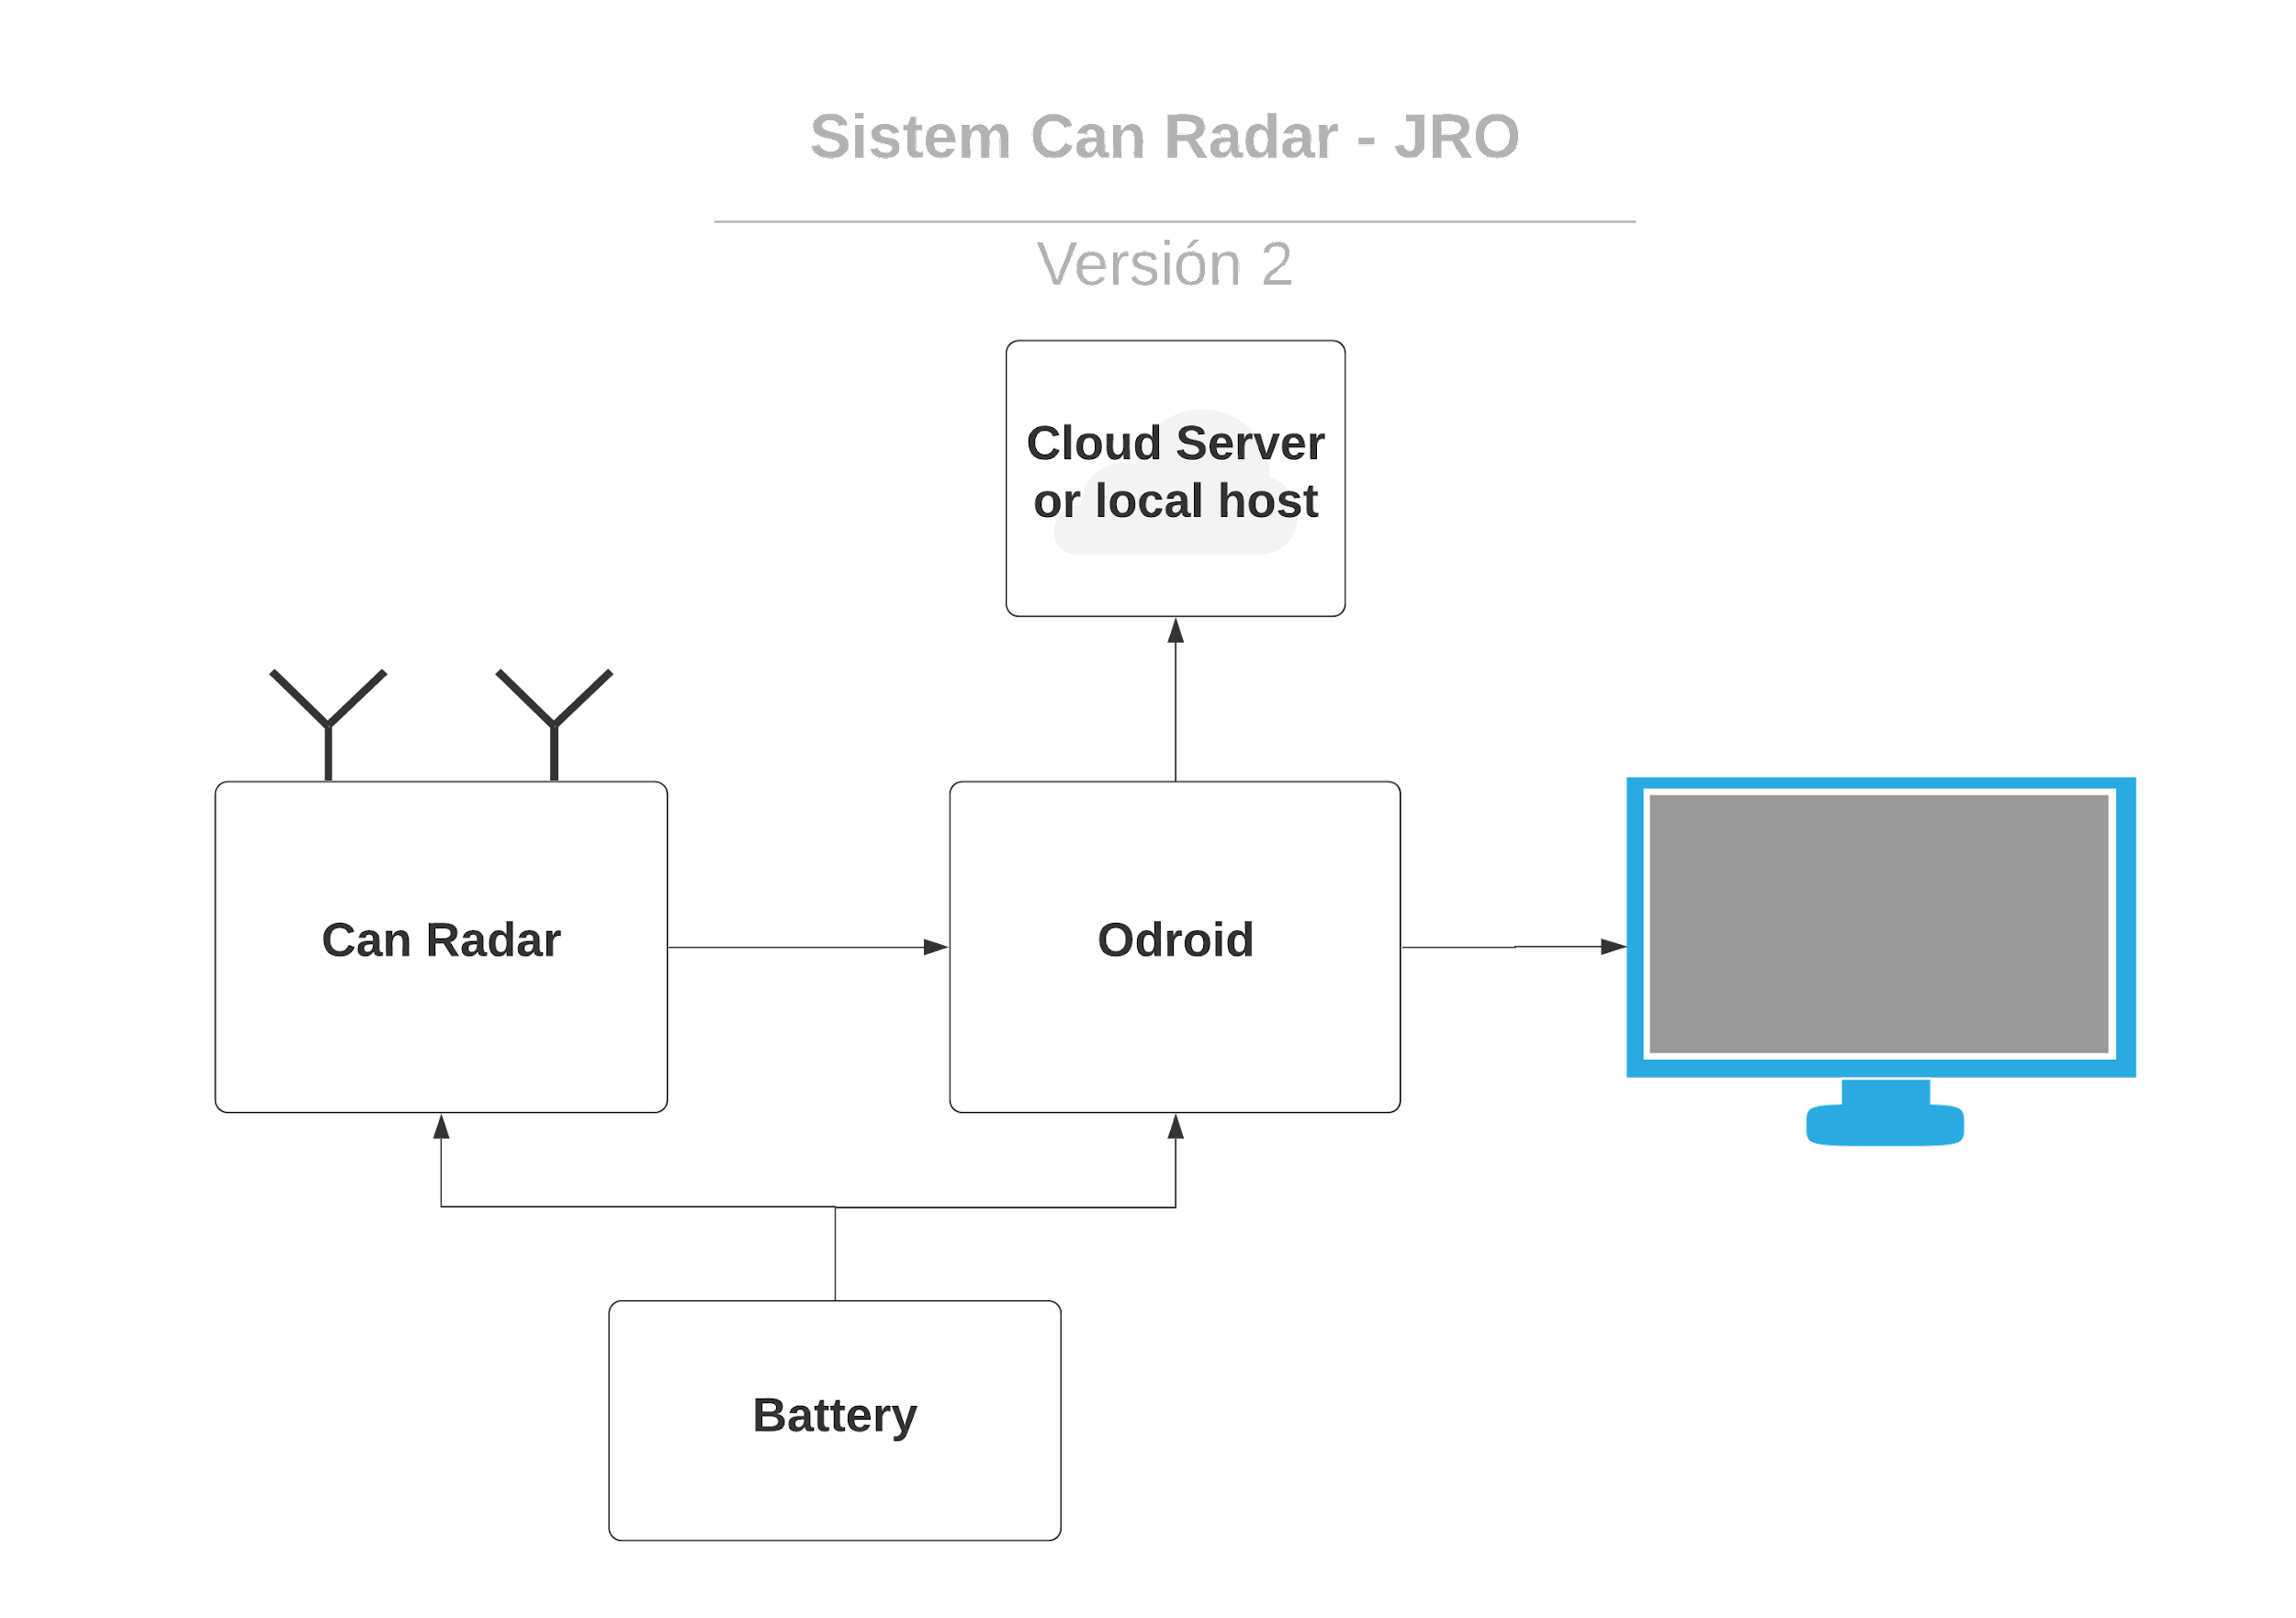 Sistem Can Radar - JRO
Versión 2
Cloud Server
or local host
Can Radar
Odroid
Battery